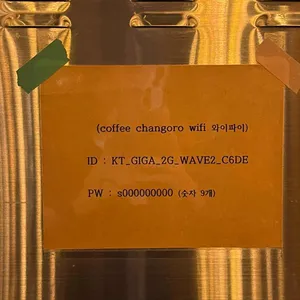 (coffee changoro wifi 와이파이)
ID : KT_GIGA_2G_WAVE2_C6DE
PW : s000000000 (숫자 9개)